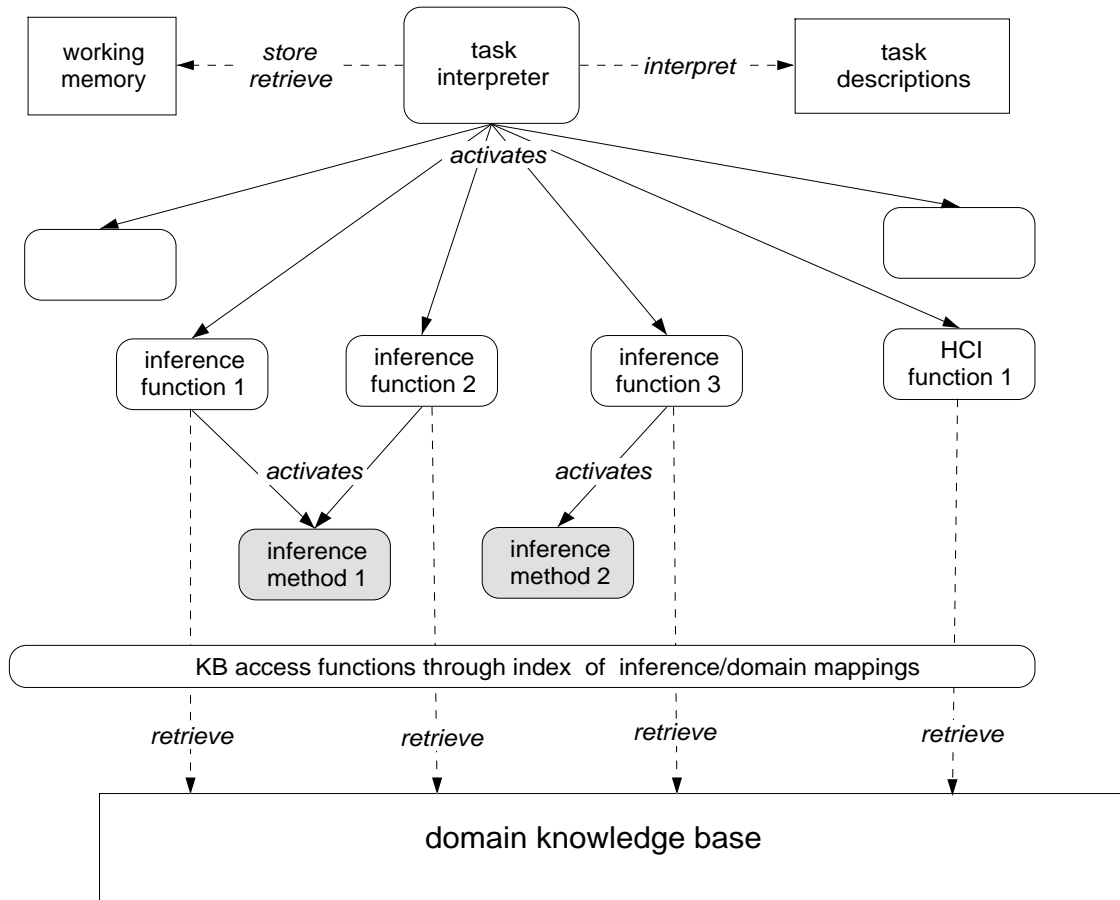 working
memory
store
retrieve
task
interpreter
interpret
task
descriptions
activates
inference
function 1
inference
function 2
inference
function 3
HCI
function 1
activates
activates
inference
method 1
inference
method 2
KB access functions through index of inference/domain mappings
retrieve
retrieve
retrieve
retrieve
domain knowledge base